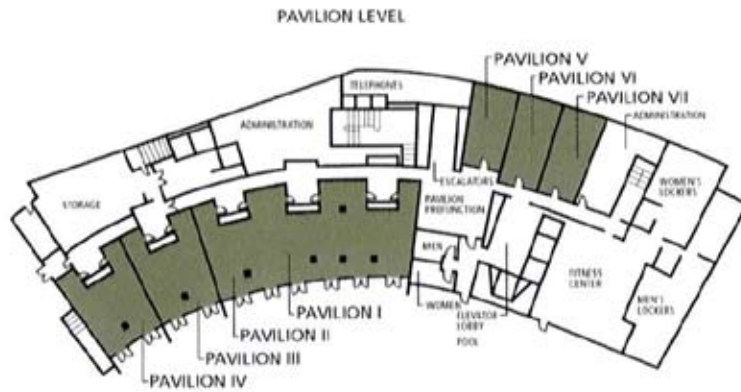 PAVILION LEVEL
PAVILION V
PAVILION VI
PAVILION VII
TELEPHONES
ADMINISTRATION
ADMINISTRATION
WOMEN'S
LOCKERS
ESCALATORS
STORAGE
PAVILION
PREFUNCTION
MEN
FITNESS
CENTER
MEN'S
LOCKERS
WOMEN
ELEVATOR
LOBBY
POOL
PAVILION I
PAVILION II
PAVILION III
PAVILION IV